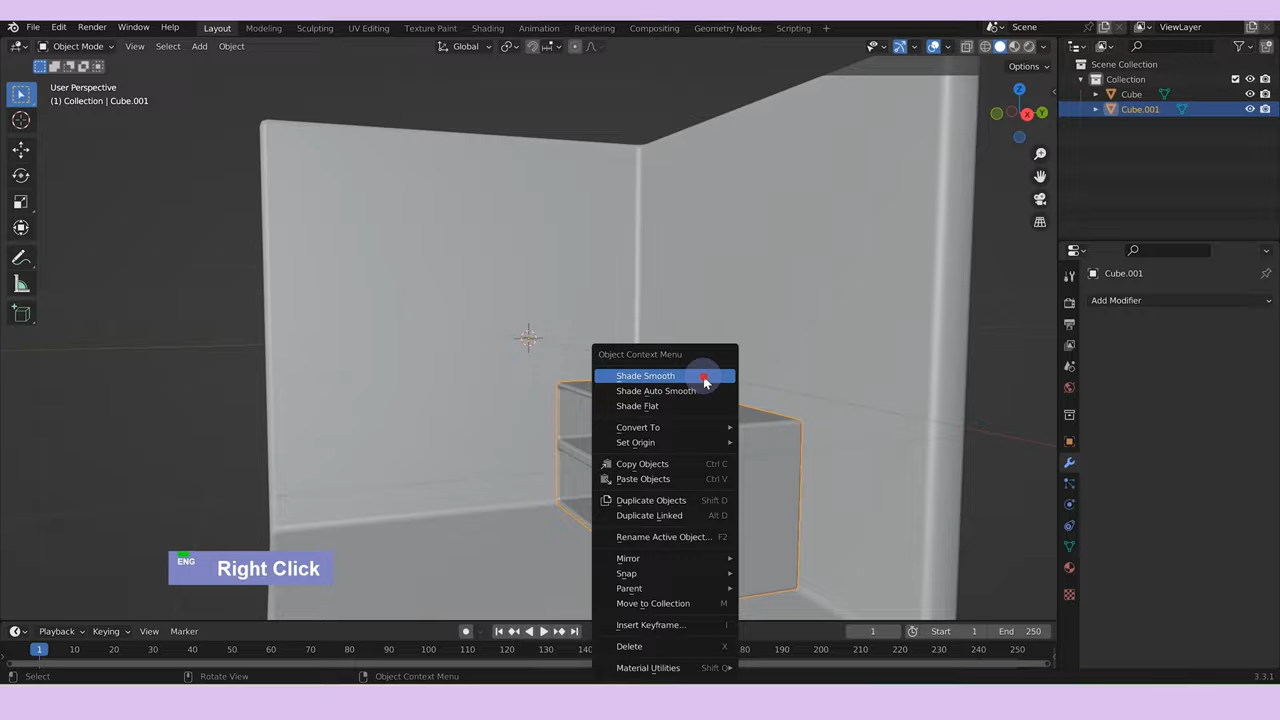 File Edit Render Window Help Layout Modeling Sculpting UV Editing Texture Paint Shading Animation Rendering Compositing Geometry Nodes Scripting + Scene ViewLayer
Object Mode View Select Add Object Global
Options
User Perspective
(1) Collection | Cube.001
Z
Y
X
Scene Collection
Collection
Cube
Cube.001
Cube.001
Add Modifier
Object Context Menu
Shade Smooth
Shade Auto Smooth
Shade Flat
Convert To
Set Origin
Copy Objects Ctrl C
Paste Objects Ctrl V
Duplicate Objects Shift D
Duplicate Linked Alt D
Rename Active Object... F2
Mirror
Snap
Parent
Move to Collection M
Insert Keyframe... I
Delete X
Material Utilities Shift Q
ENG
Right Click
Playback Keying View Marker 1 Start 1 End 250
1 10 20 30 40 50 60 70 80 90 100 110 120 130 180 190 200 210 220 230 240 250
Select Rotate View Object Context Menu 3.3.1